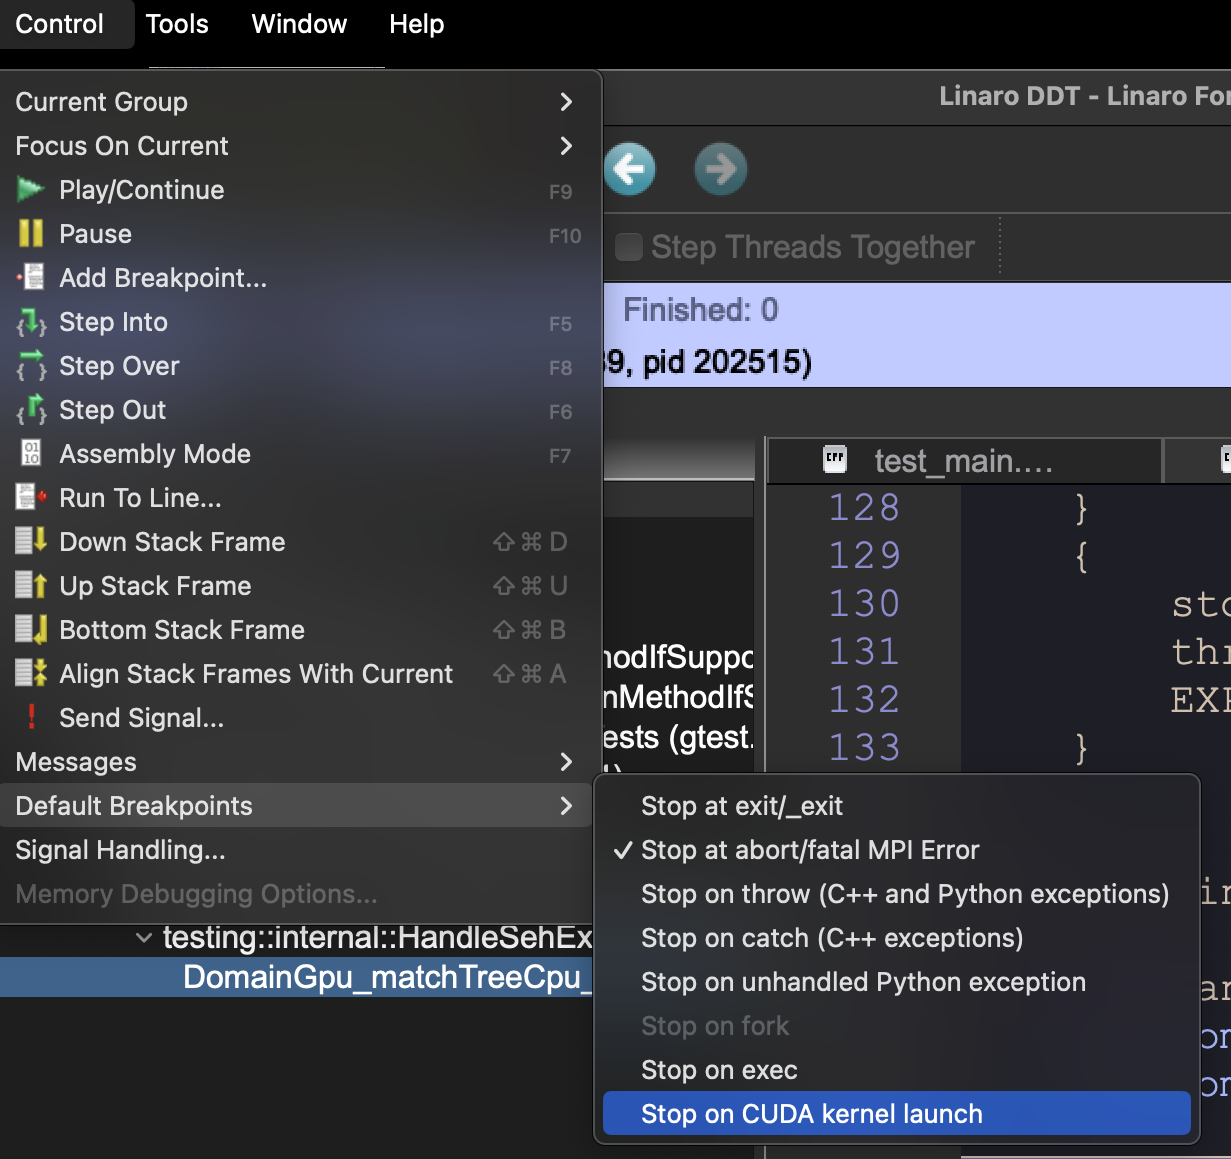 Control Tools Window Help
Linaro DDT - Linaro
Current Group
Focus On Current
Play/Continue F9
Pause F10
Add Breakpoint...
Step Into F5
Step Over F8
Step Out F6
Assembly Mode F7
Run To Line...
Down Stack Frame ⇧⌘ D
Up Stack Frame ⇧⌘ U
Bottom Stack Frame ⇧⌘ B
Align Stack Frames With Current ⇧⌘ A
Send Signal...
Messages
Default Breakpoints
Signal Handling...
Memory Debugging Options...
Step Threads Together
Finished: 0
9, pid 202515)
test_main....
128 }
129 {
130
131
132
133 }
ests (gtest.
Stop at exit/_exit
✓ Stop at abort/fatal MPI Error
Stop on throw (C++ and Python exceptions)
Stop on catch (C++ exceptions)
Stop on unhandled Python exception
Stop on fork
Stop on exec
Stop on CUDA kernel launch
testing::internal::HandleSehEx
DomainGpu_matchTreeCpu_